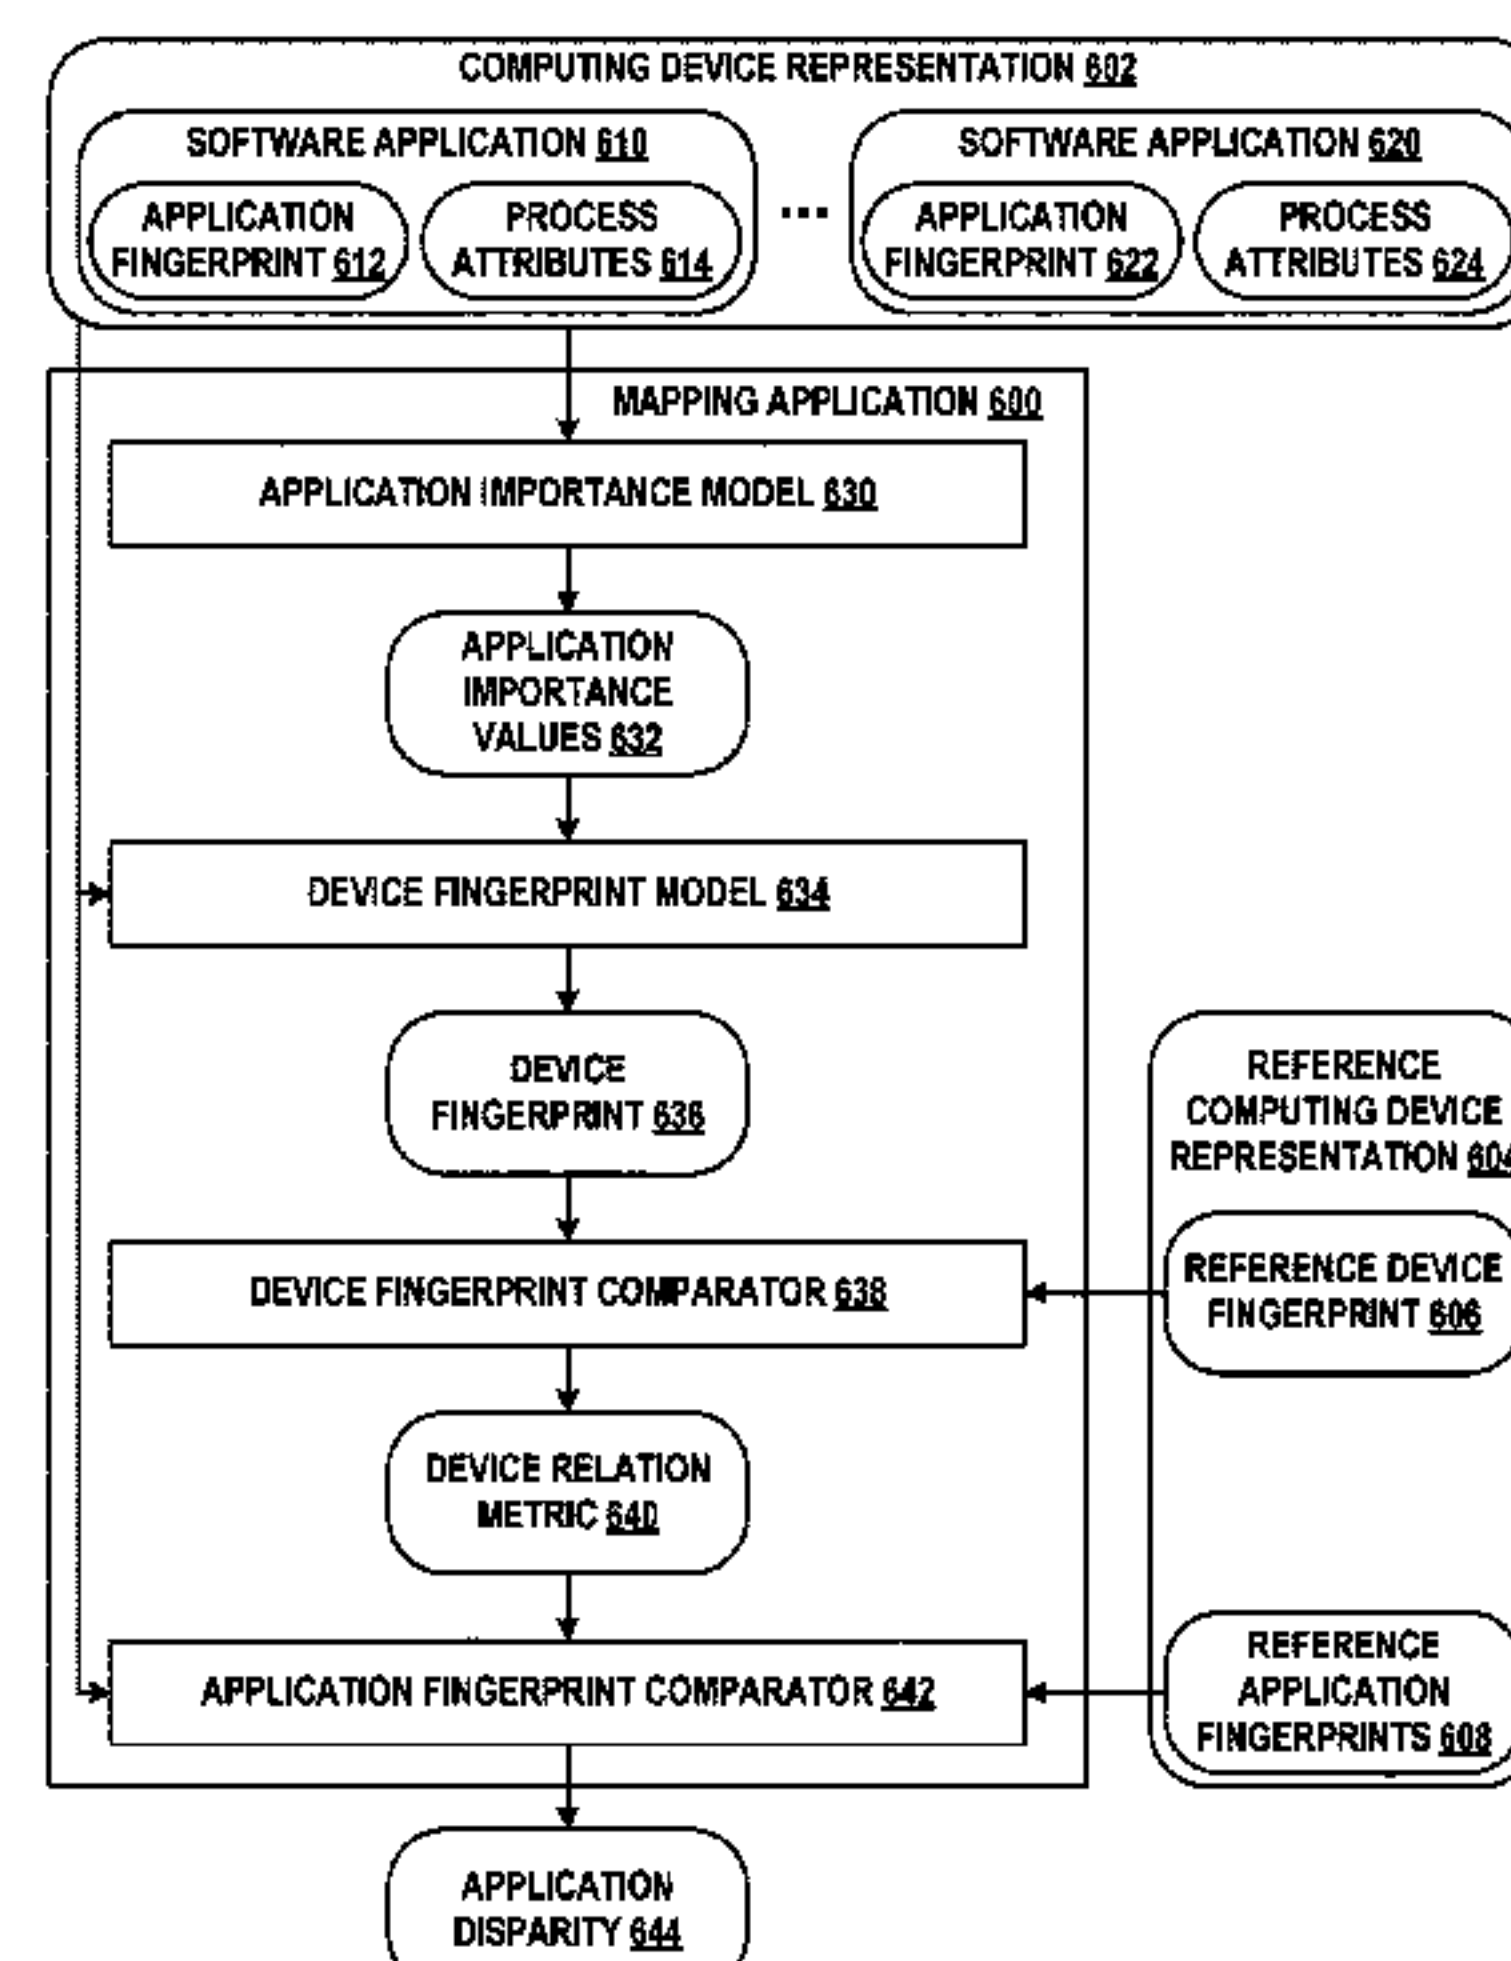 COMPUTING DEVICE REPRESENTATION 602
SOFTWARE APPLICATION 610
APPLICATION
FINGERPRINT 612
PROCESS
ATTRIBUTES 614
...
SOFTWARE APPLICATION 620
APPLICATION
FINGERPRINT 622
PROCESS
ATTRIBUTES 624
MAPPING APPLICATION 600
APPLICATION IMPORTANCE MODEL 630
APPLICATION
IMPORTANCE
VALUES 632
DEVICE FINGERPRINT MODEL 634
DEVICE
FINGERPRINT 636
REFERENCE
COMPUTING DEVICE
REPRESENTATION 604
REFERENCE DEVICE
FINGERPRINT 606
DEVICE FINGERPRINT COMPARATOR 638
DEVICE RELATION
METRIC 640
REFERENCE
APPLICATION
FINGERPRINTS 608
APPLICATION FINGERPRINT COMPARATOR 642
APPLICATION
DISPARITY 644